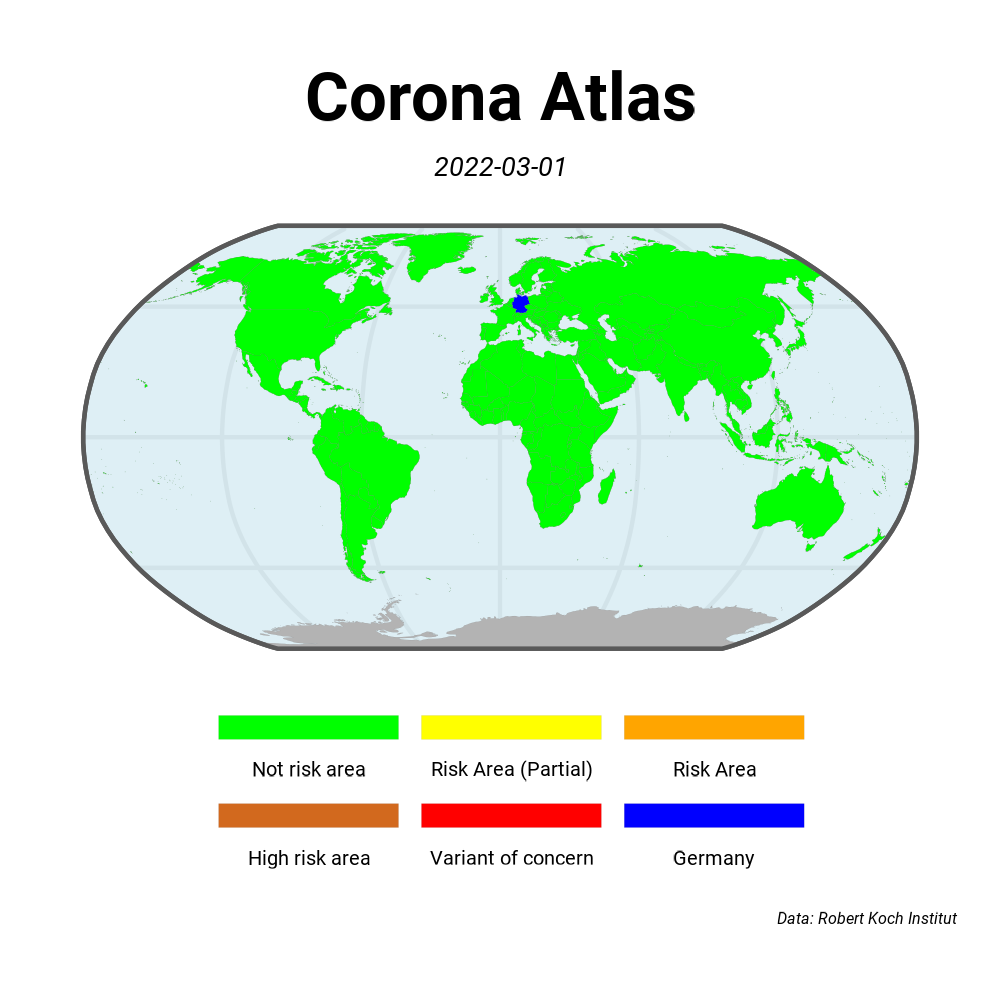 Corona Atlas
2022-03-01
Not risk area
Risk Area (Partial)
Risk Area
High risk area
Variant of concern
Germany
Data: Robert Koch Institut